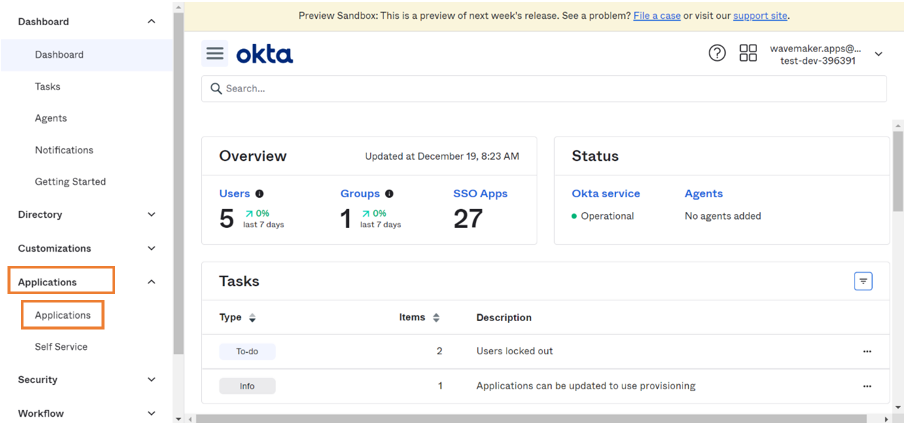 Dashboard
Dashboard
Tasks
Agents
Notifications
Getting Started
Directory
Customizations
Applications
Applications
Self Service
Security
Workflow
Preview Sandbox: This is a preview of next week's release. See a problem? File a case or visit our support site.
okta
wavemaker.apps@...
test-dev-396391
Search...
Overview
Updated at December 19, 8:23 AM
Users Groups SSO Apps
5 0% last 7 days 1 0% last 7 days 27
Status
Okta service Agents
Operational No agents added
Tasks
Type Items Description
To-do 2 Users locked out
Info 1 Applications can be updated to use provisioning